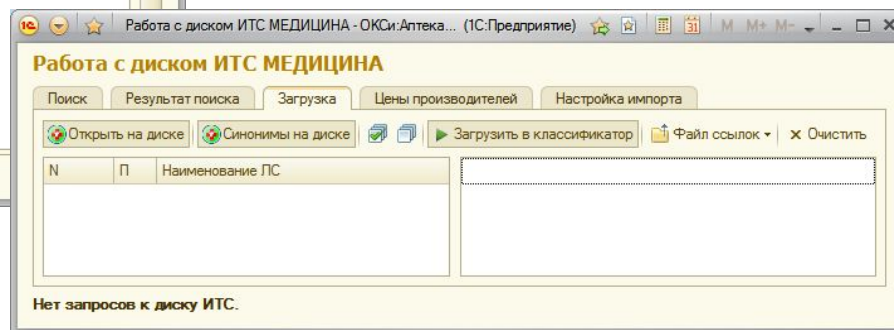 Работа с диском ИТС МЕДИЦИНА - ОКСи:Аптека... (1С:Предприятие) 31 M M+ M-
Работа с диском ИТС МЕДИЦИНА
Поиск Результат поиска Загрузка Цены производителей Настройка импорта
Открыть на диске Синонимы на диске Загрузить в классификатор Файл ссылок Очистить
N П Наименование ЛС
Нет запросов к диску ИТС.